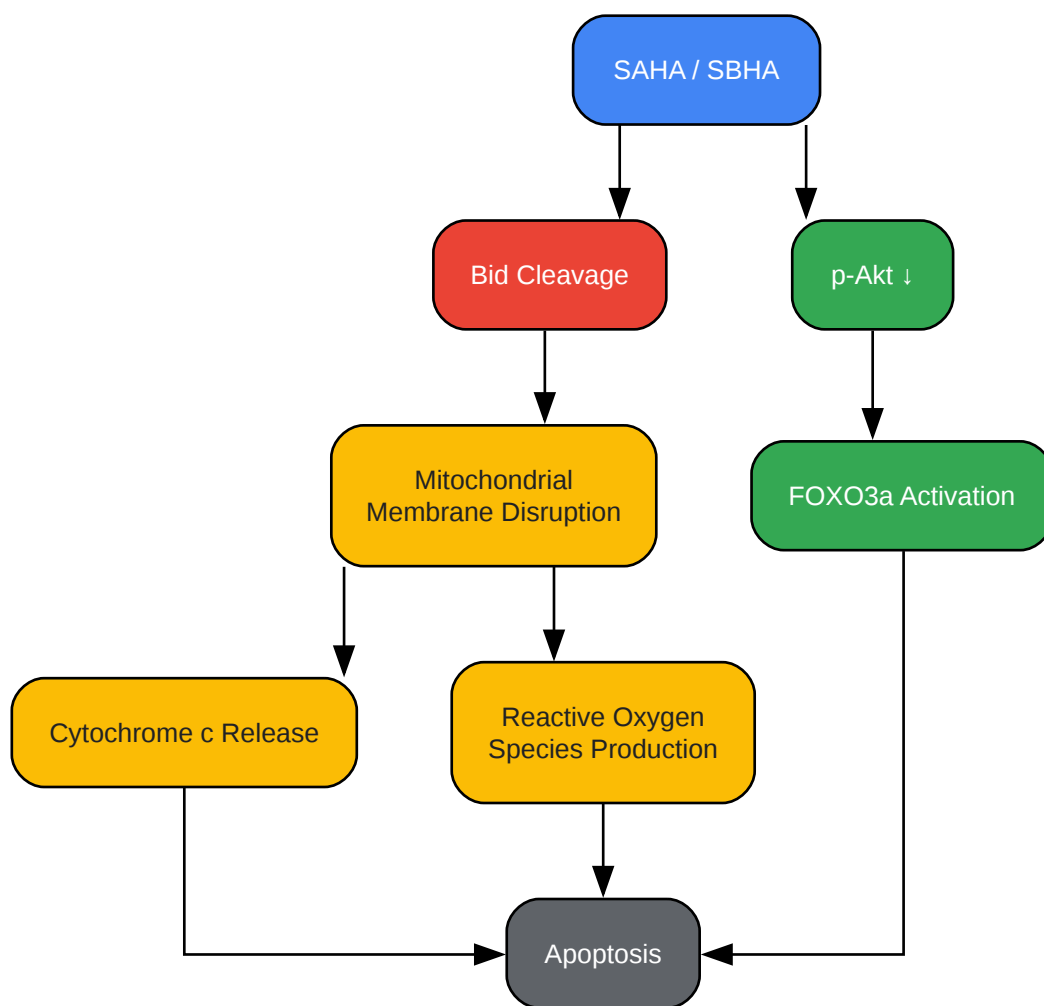 SAHA / SBHA
Bid Cleavage
p-Akt ↓
Mitochondrial
Membrane Disruption
FOXO3a Activation
Cytochrome c Release
Reactive Oxygen
Species Production
Apoptosis